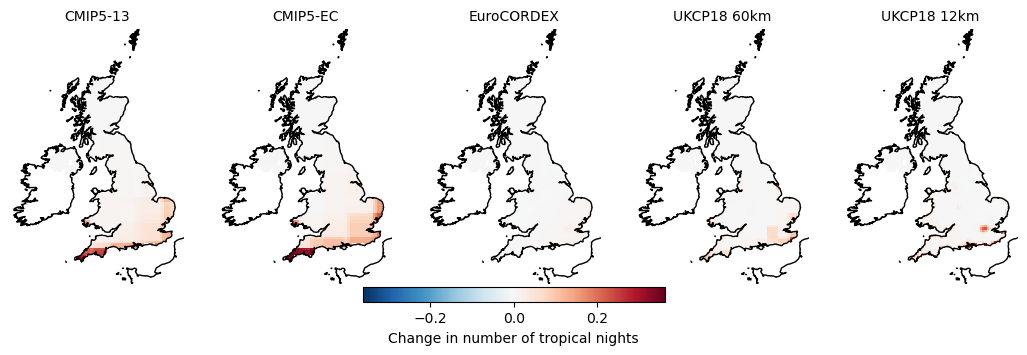 CMIP5-13
CMIP5-EC
EuroCORDEX
UKCP18 60km
UKCP18 12km
−0.2
0.0
0.2
Change in number of tropical nights